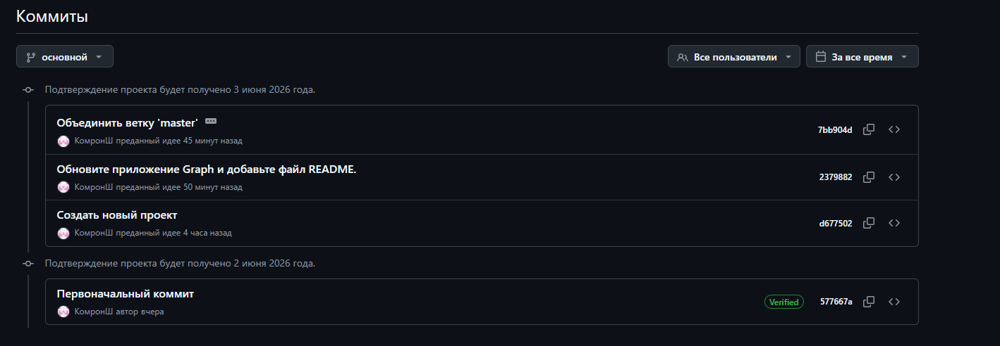 Коммиты
основной
Все пользователи
За все время
Подтверждение проекта будет получено 3 июня 2026 года.
Объединить ветку 'master'
7bb904d
КомронШ преданный идее 45 минут назад
Обновите приложение Graph и добавьте файл README.
2379882
КомронШ преданный идее 50 минут назад
Создать новый проект
d677502
КомронШ преданный идее 4 часа назад
Подтверждение проекта будет получено 2 июня 2026 года.
Первоначальный коммит
Verified
577667a
КомронШ автор вчера